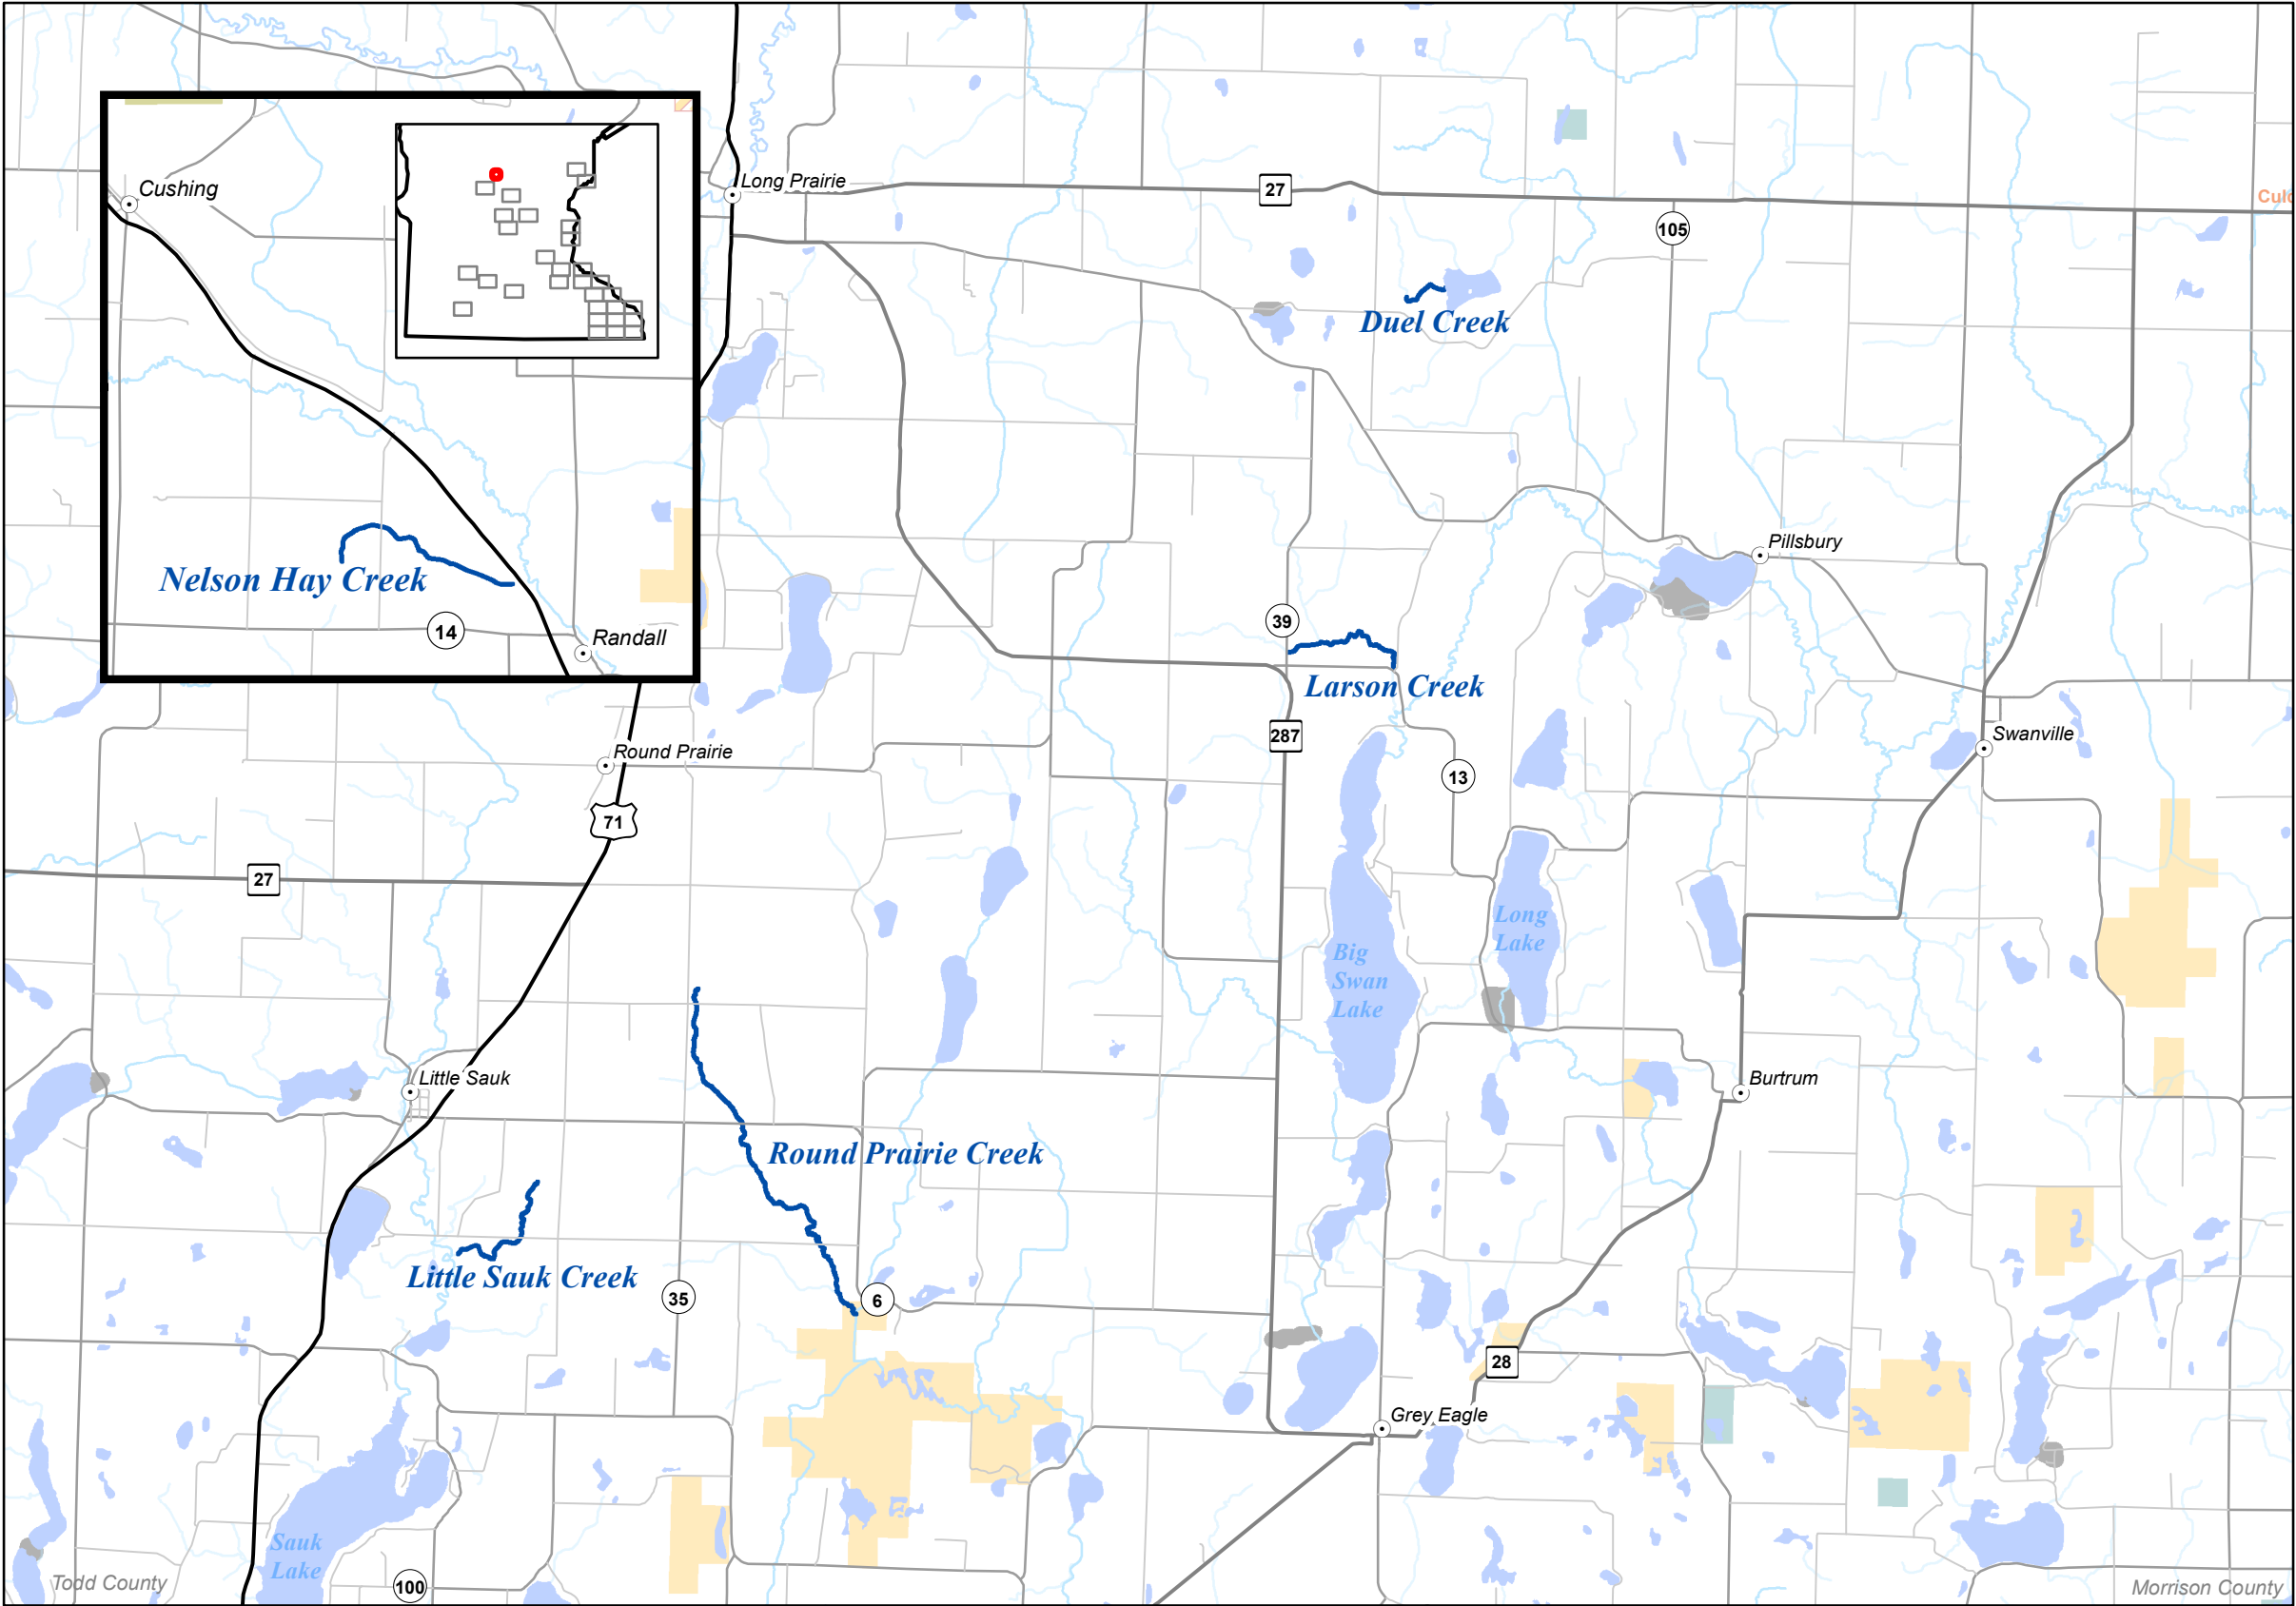 Cushing
Long Prairie
27
Culd
105
Duel Creek
Pillsbury
Nelson Hay Creek
14
Randall
39
Larson Creek
287
Round Prairie
Swanville
13
71
27
Long
Lake
Big
Swan
Lake
Little Sauk
Burtrum
Round Prairie Creek
Little Sauk Creek
35
6
28
Grey Eagle
Sauk
Lake
Todd County
100
Morrison County